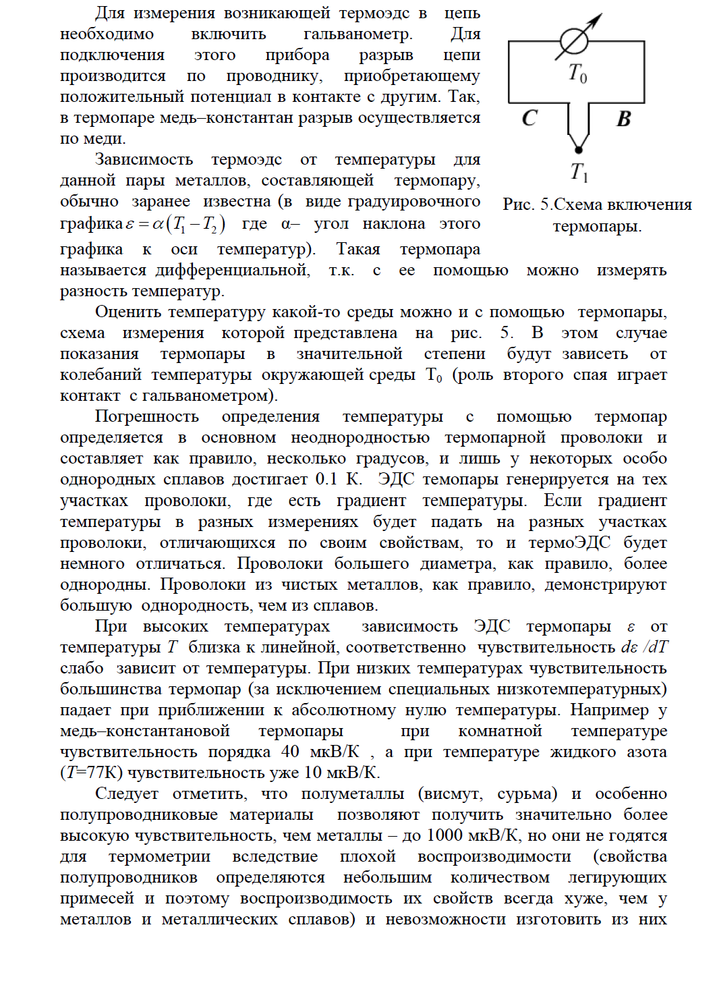 Для измерения возникающей термоэдс в цепь
необходимо включить гальванометр. Для
подключения этого прибора разрыв цепи
производится по проводнику, приобретающему
положительный потенциал в контакте с другим. Так,
в термопаре медь–константан разрыв осуществляется
по меди.
Зависимость термоэдс от температуры для
данной пары металлов, составляющей термопару,
обычно заранее известна (в виде градуировочного
графика ε = α(T₁ − T₂) где α– угол наклона этого
графика к оси температур). Такая термопара
T₀
C B
T₁
Рис. 5.Схема включения
термопары.
называется дифференциальной, т.к. с ее помощью можно измерять
разность температур.
Оценить температуру какой-то среды можно и с помощью термопары,
схема измерения которой представлена на рис. 5. В этом случае
показания термопары в значительной степени будут зависеть от
колебаний температуры окружающей среды T₀ (роль второго спая играет
контакт с гальванометром).
Погрешность определения температуры с помощью термопар
определяется в основном неоднородностью термопарной проволоки и
составляет как правило, несколько градусов, и лишь у некоторых особо
однородных сплавов достигает 0.1 К. ЭДС темопары генерируется на тех
участках проволоки, где есть градиент температуры. Если градиент
температуры в разных измерениях будет падать на разных участках
проволоки, отличающихся по своим свойствам, то и термоЭДС будет
немного отличаться. Проволоки большего диаметра, как правило, более
однородны. Проволоки из чистых металлов, как правило, демонстрируют
большую однородность, чем из сплавов.
При высоких температурах зависимость ЭДС термопары ε от
температуры T близка к линейной, соответственно чувствительность dε /dT
слабо зависит от температуры. При низких температурах чувствительность
большинства термопар (за исключением специальных низкотемпературных)
падает при приближении к абсолютному нулю температуры. Например у
медь–константановой термопары при комнатной температуре
чувствительность порядка 40 мкВ/К , а при температуре жидкого азота
(T=77К) чувствительность уже 10 мкВ/К.
Следует отметить, что полуметаллы (висмут, сурьма) и особенно
полупроводниковые материалы позволяют получить значительно более
высокую чувствительность, чем металлы – до 1000 мкВ/К, но они не годятся
для термометрии вследствие плохой воспроизводимости (свойства
полупроводников определяются небольшим количеством легирующих
примесей и поэтому воспроизводимость их свойств всегда хуже, чем у
металлов и металлических сплавов) и невозможности изготовить из них